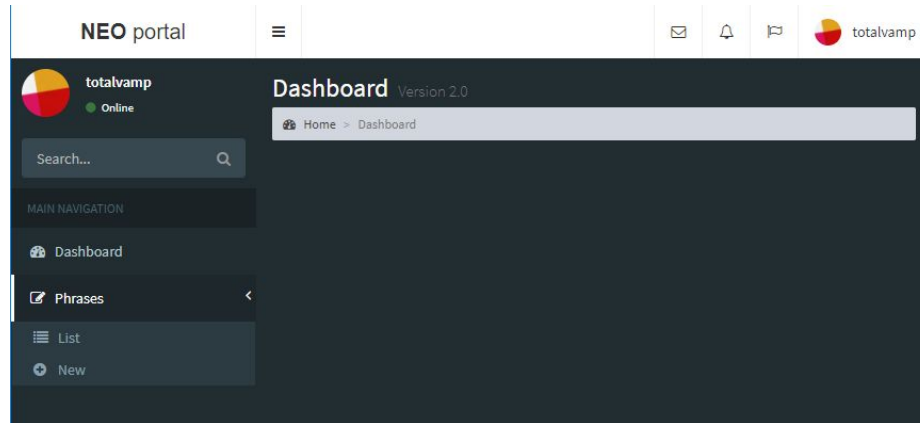 NEO portal
totalvamp
totalvamp
Online
Dashboard Version 2.0
Home > Dashboard
Search...
MAIN NAVIGATION
Dashboard
Phrases
List
New